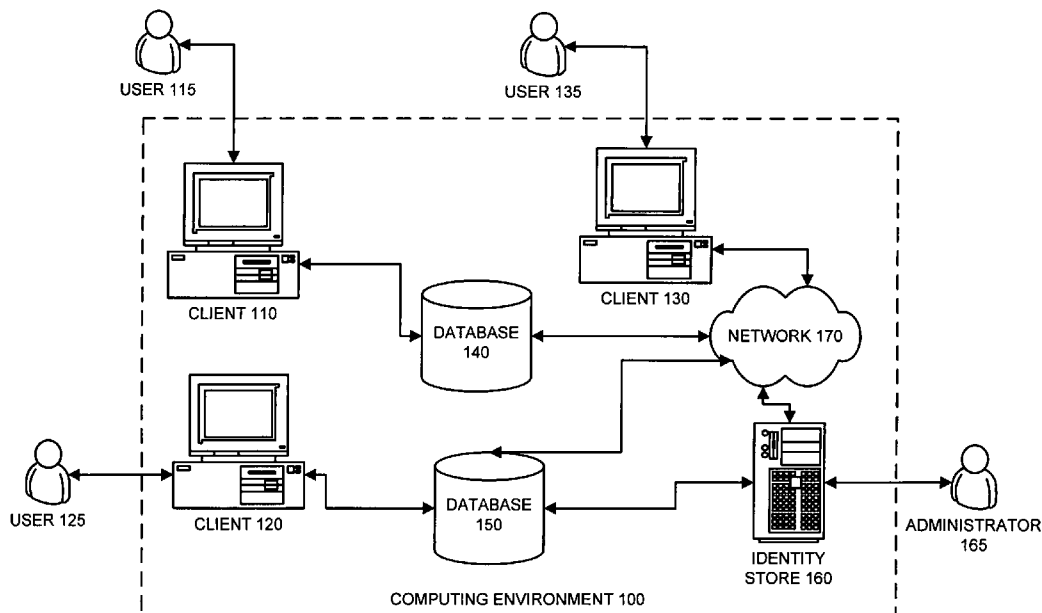 USER 115
USER 135
CLIENT 110
CLIENT 130
DATABASE
140
NETWORK 170
USER 125
CLIENT 120
DATABASE
150
IDENTITY
STORE 160
ADMINISTRATOR
165
COMPUTING ENVIRONMENT 100